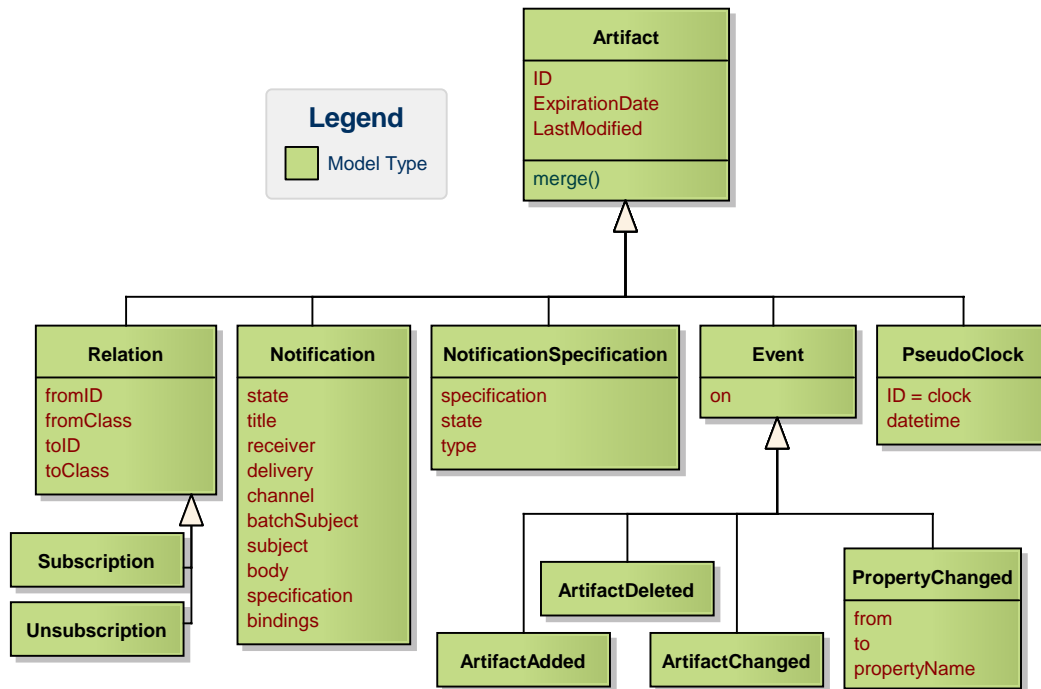 Artifact
ID
ExpirationDate
LastModified
merge()
Legend
Model Type
Relation
fromID
fromClass
toID
toClass
Notification
state
title
receiver
delivery
channel
batchSubject
subject
body
specification
bindings
NotificationSpecification
specification
state
type
Event
on
PseudoClock
ID = clock
datetime
Subscription
Unsubscription
ArtifactAdded
ArtifactDeleted
ArtifactChanged
PropertyChanged
from
to
propertyName